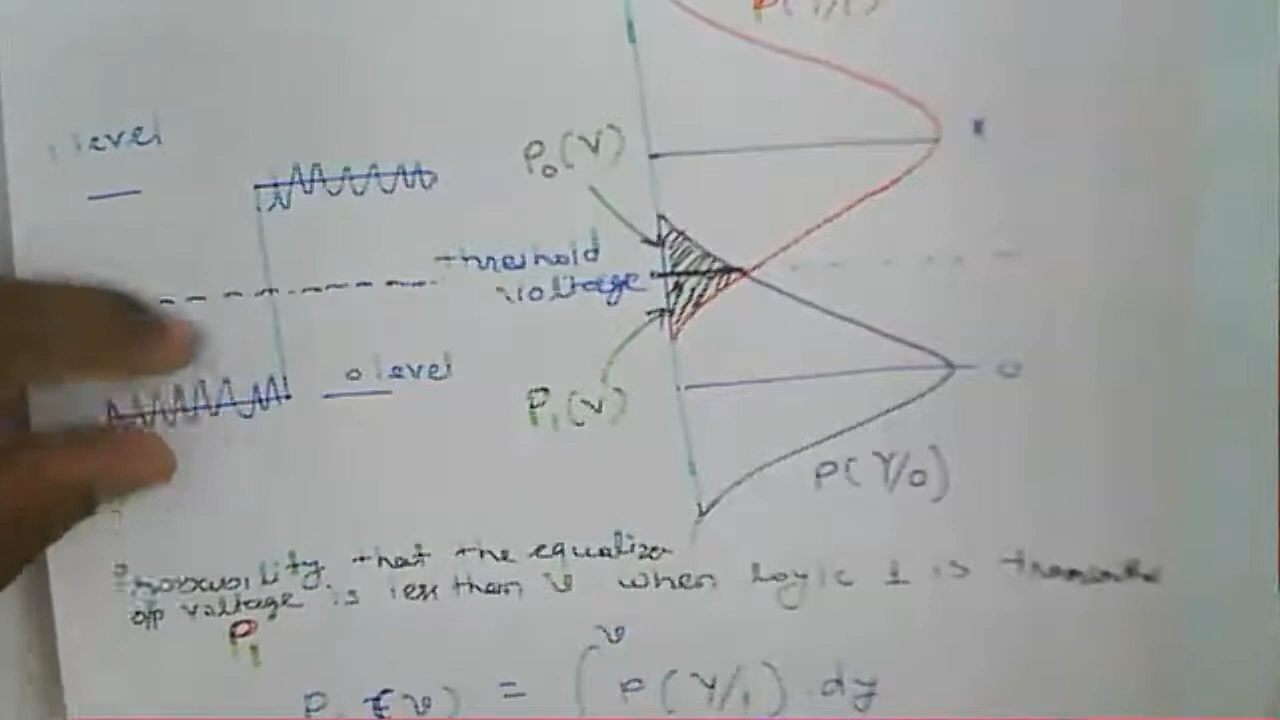 level
P₀(V)
threshold
voltage
0 level
P₁(V)
0
P(Y/0)
Probability that the equalizer
o/p voltage is less than v when logic 1 is
P₁
P₁(v) = ∫ᵛ P(Y/1) dy